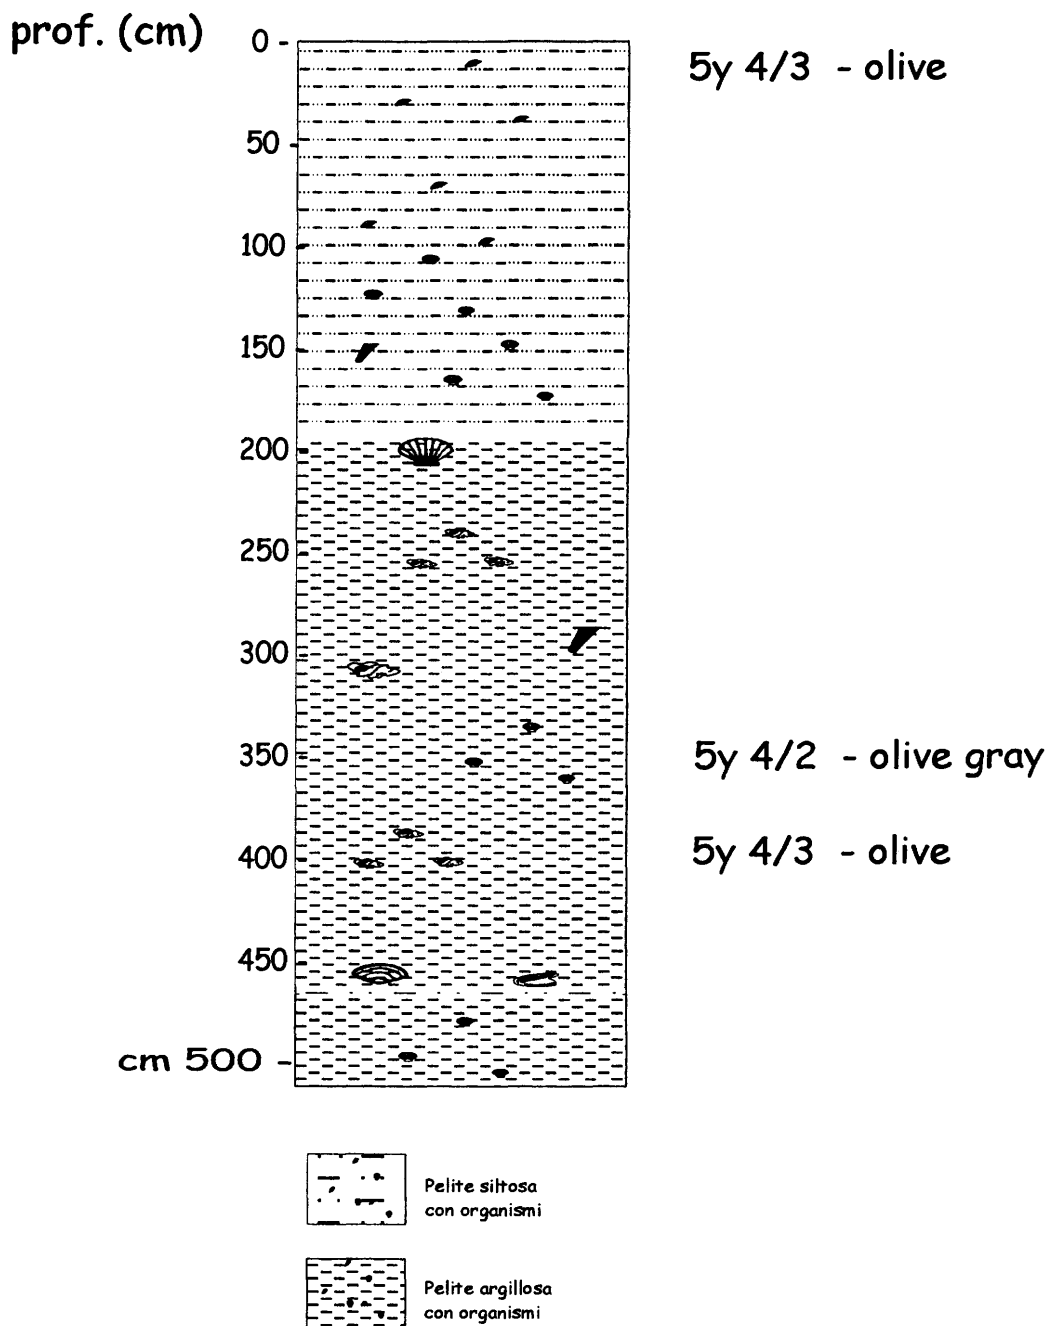 prof. (cm)
0 -
5y 4/3 - olive
50
100
150
200
250
300
350
5y 4/2 - olive gray
400
5y 4/3 - olive
450
cm 500 -
Pelite siltosa
con organismi
Pelite argillosa
con organismi